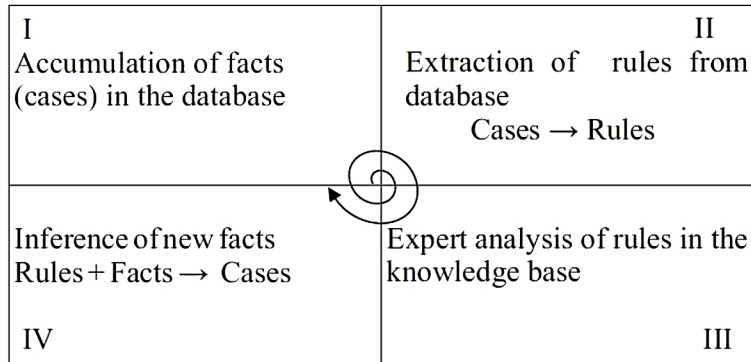 I
Accumulation of facts
(cases) in the database
II
Extraction of rules from
database
Cases → Rules
Inference of new facts
Rules + Facts → Cases
IV
Expert analysis of rules in the
knowledge base
III